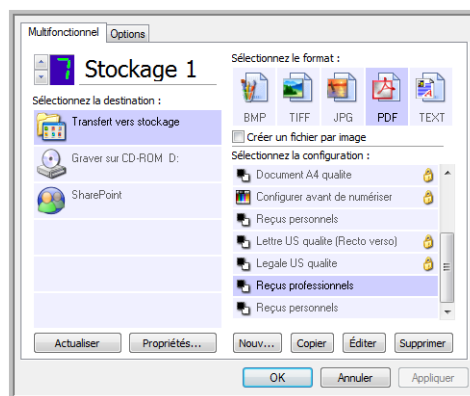 Multifonctionnel Options
7 Stockage 1
Sélectionnez la destination :
Transfert vers stockage
Graver sur CD-ROM D:
SharePoint
Actualiser Propriétés...
Sélectionnez le format :
BMP TIFF JPG PDF TEXT
Créer un fichier par image
Sélectionnez la configuration :
Document A4 qualite
Configurer avant de numériser
Reçus personnels
Lettre US qualite (Recto verso)
Legale US qualite
Reçus professionnels
Reçus personnels
Nouv... Copier Éditer Supprimer
OK Annuler Appliquer